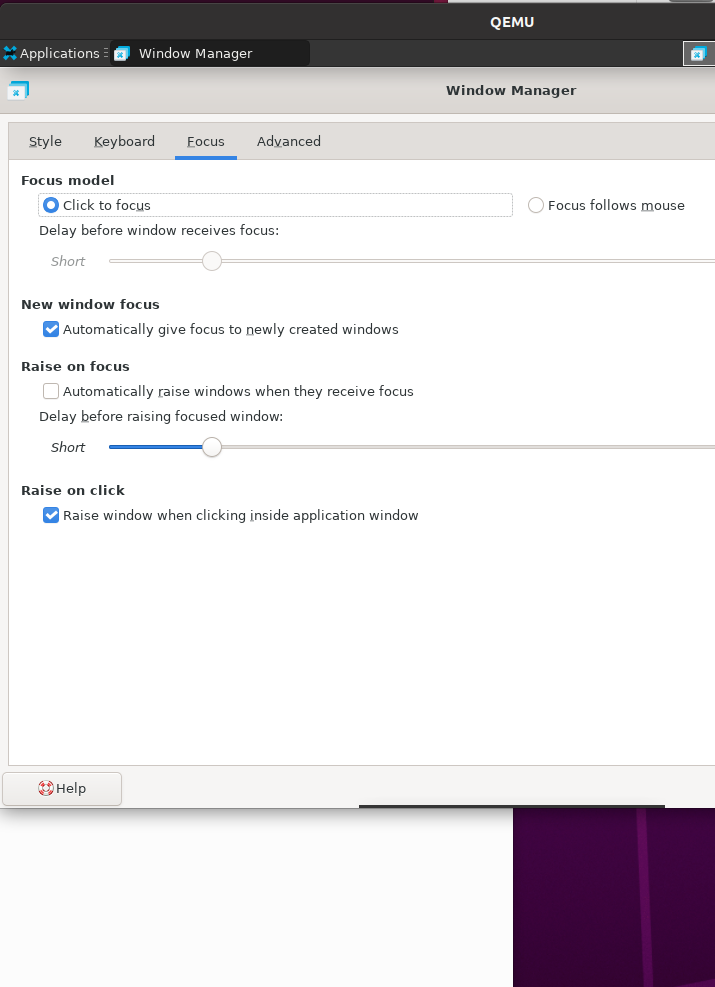 QEMU
Applications Window Manager
Window Manager
Style Keyboard Focus Advanced
Focus model
Click to focus Focus follows mouse
Delay before window receives focus:
Short
New window focus
Automatically give focus to newly created windows
Raise on focus
Automatically raise windows when they receive focus
Delay before raising focused window:
Short
Raise on click
Raise window when clicking inside application window
Help